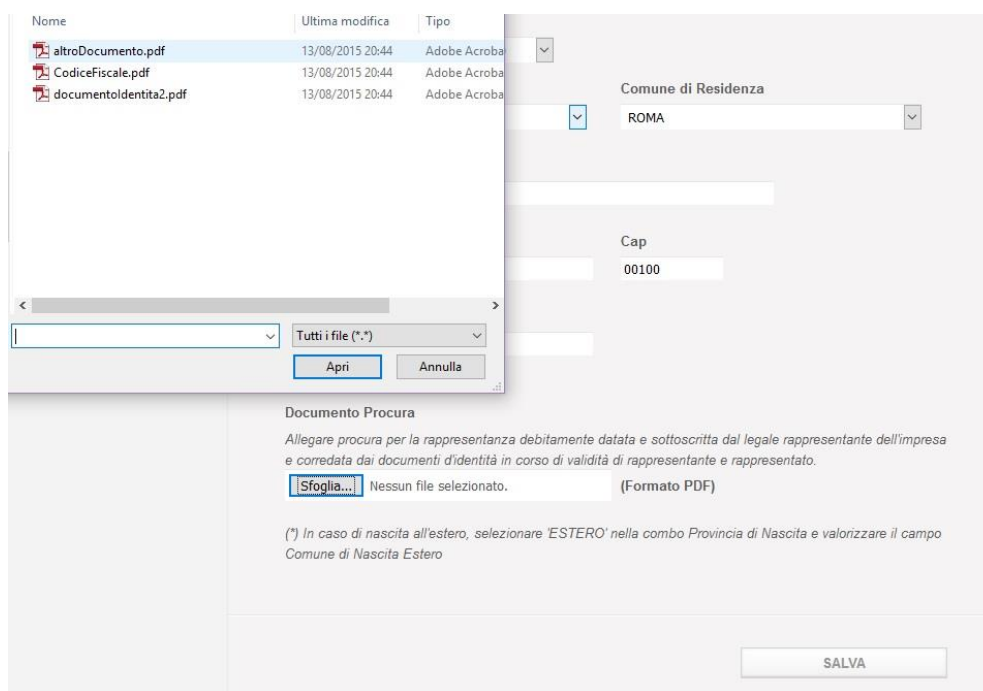 Nome Ultima modifica Tipo
altroDocumento.pdf 13/08/2015 20:44 Adobe Acroba
CodiceFiscale.pdf 13/08/2015 20:44 Adobe Acroba
documentoIdentita2.pdf 13/08/2015 20:44 Adobe Acroba
Tutti i file (*.*)
Apri Annulla
Comune di Residenza
ROMA
Cap
00100
Documento Procura
Allegare procura per la rappresentanza debitamente datata e sottoscritta dal legale rappresentante dell'impresa
e corredata dai documenti d'identità in corso di validità di rappresentante e rappresentato.
Sfoglia... Nessun file selezionato. (Formato PDF)
(*) In caso di nascita all'estero, selezionare 'ESTERO' nella combo Provincia di Nascita e valorizzare il campo
Comune di Nascita Estero
SALVA